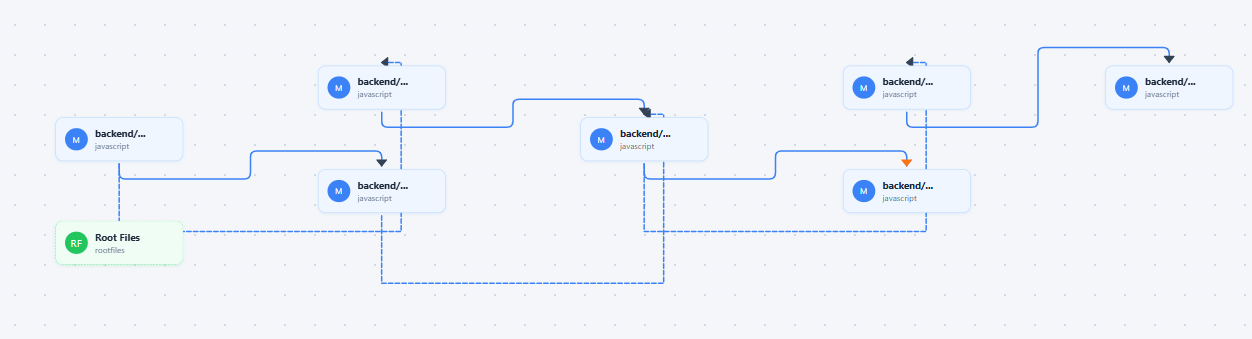 M
backend/...
javascript
M
backend/...
javascript
M
backend/...
javascript
M
backend/...
javascript
M
backend/...
javascript
M
backend/...
javascript
M
backend/...
javascript
RF
Root Files
rootfiles